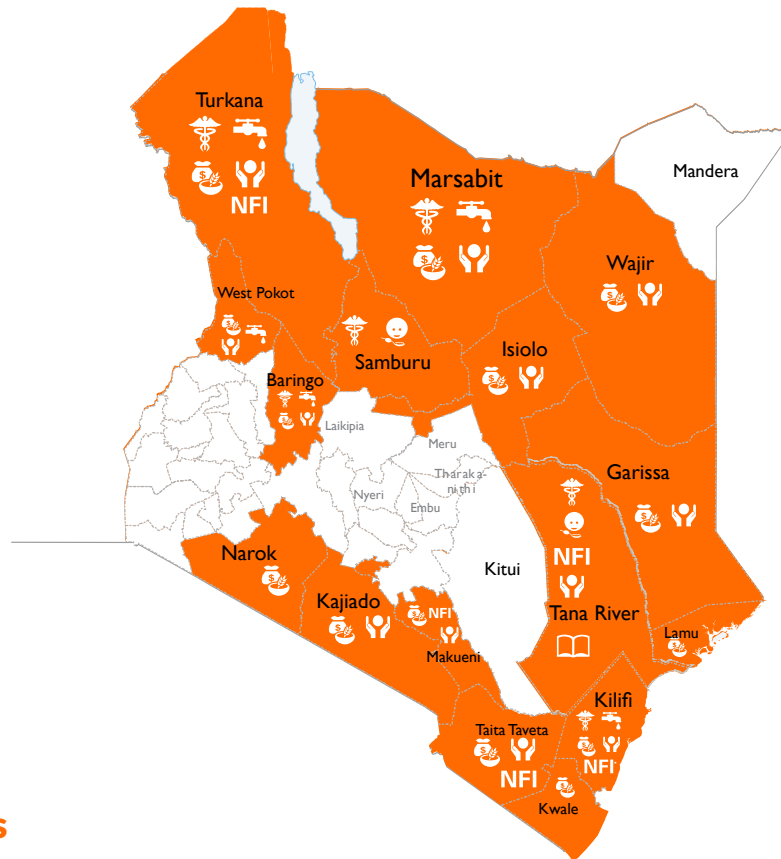 Turkana
Mandera
NFI
Marsabit
$
$
Wajir
West Pokot
$
$
Isiolo
Samburu
Baringo
$
$
Laikipia
Meru
Tharaka-
nithi
Garissa
Nyeri
Embu
$
NFI
Narok
Kitui
$
Kajiado
$
NFI
Tana River
$
Lamu
$
Makueni
Kilifi
Taita Taveta
$
$
NFI
NFI
$
Kwale
s